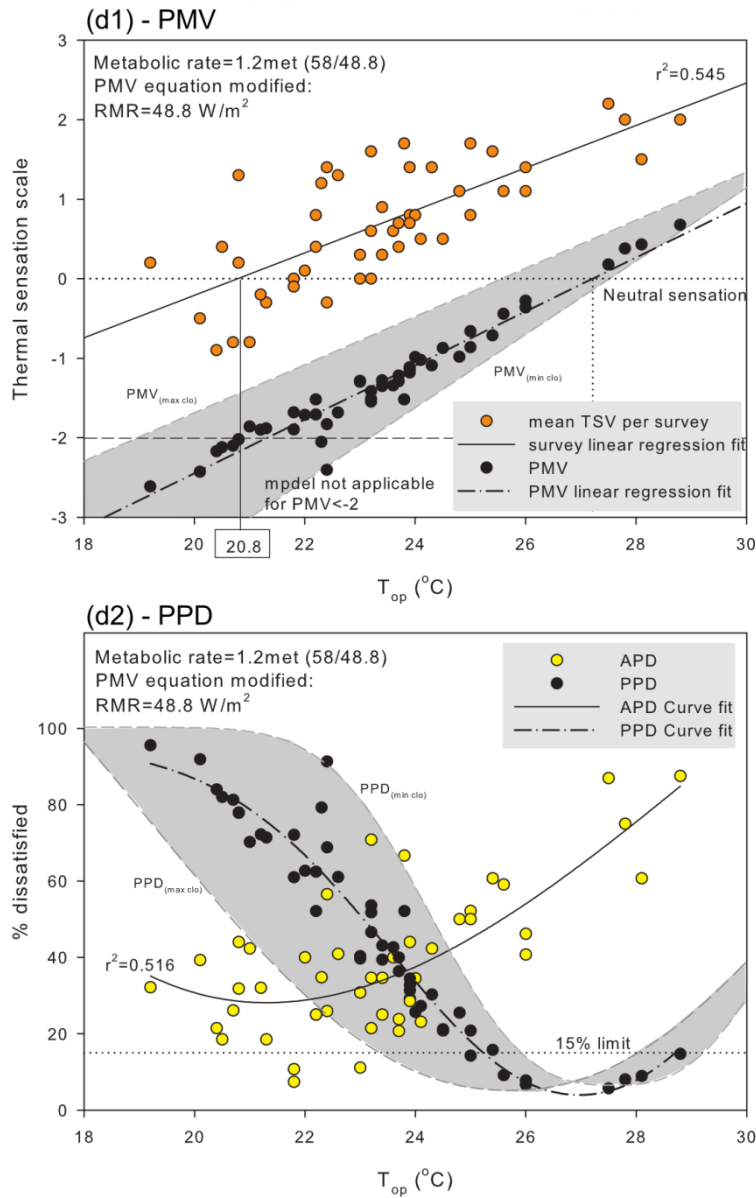 (d1) - PMV
Metabolic rate=1.2met (58/48.8)
PMV equation modified:
RMR=48.8 W/m²
r²=0.545
Thermal sensation scale
3
2
1
0
-1
-2
-3
Neutral sensation
PMV(max clo)
PMV(min clo)
mean TSV per survey
survey linear regression fit
PMV
PMV linear regression fit
mpdel not applicable
for PMV<-2
18 20 22 24 26 28 30
20.8
Top (°C)
(d2) - PPD
Metabolic rate=1.2met (58/48.8)
PMV equation modified:
RMR=48.8 W/m²
APD
PPD
APD Curve fit
PPD Curve fit
% dissatisfied
100
80
60
40
20
0
PPD(min clo)
PPD(max clo)
r²=0.516
15% limit
18 20 22 24 26 28 30
Top (°C)